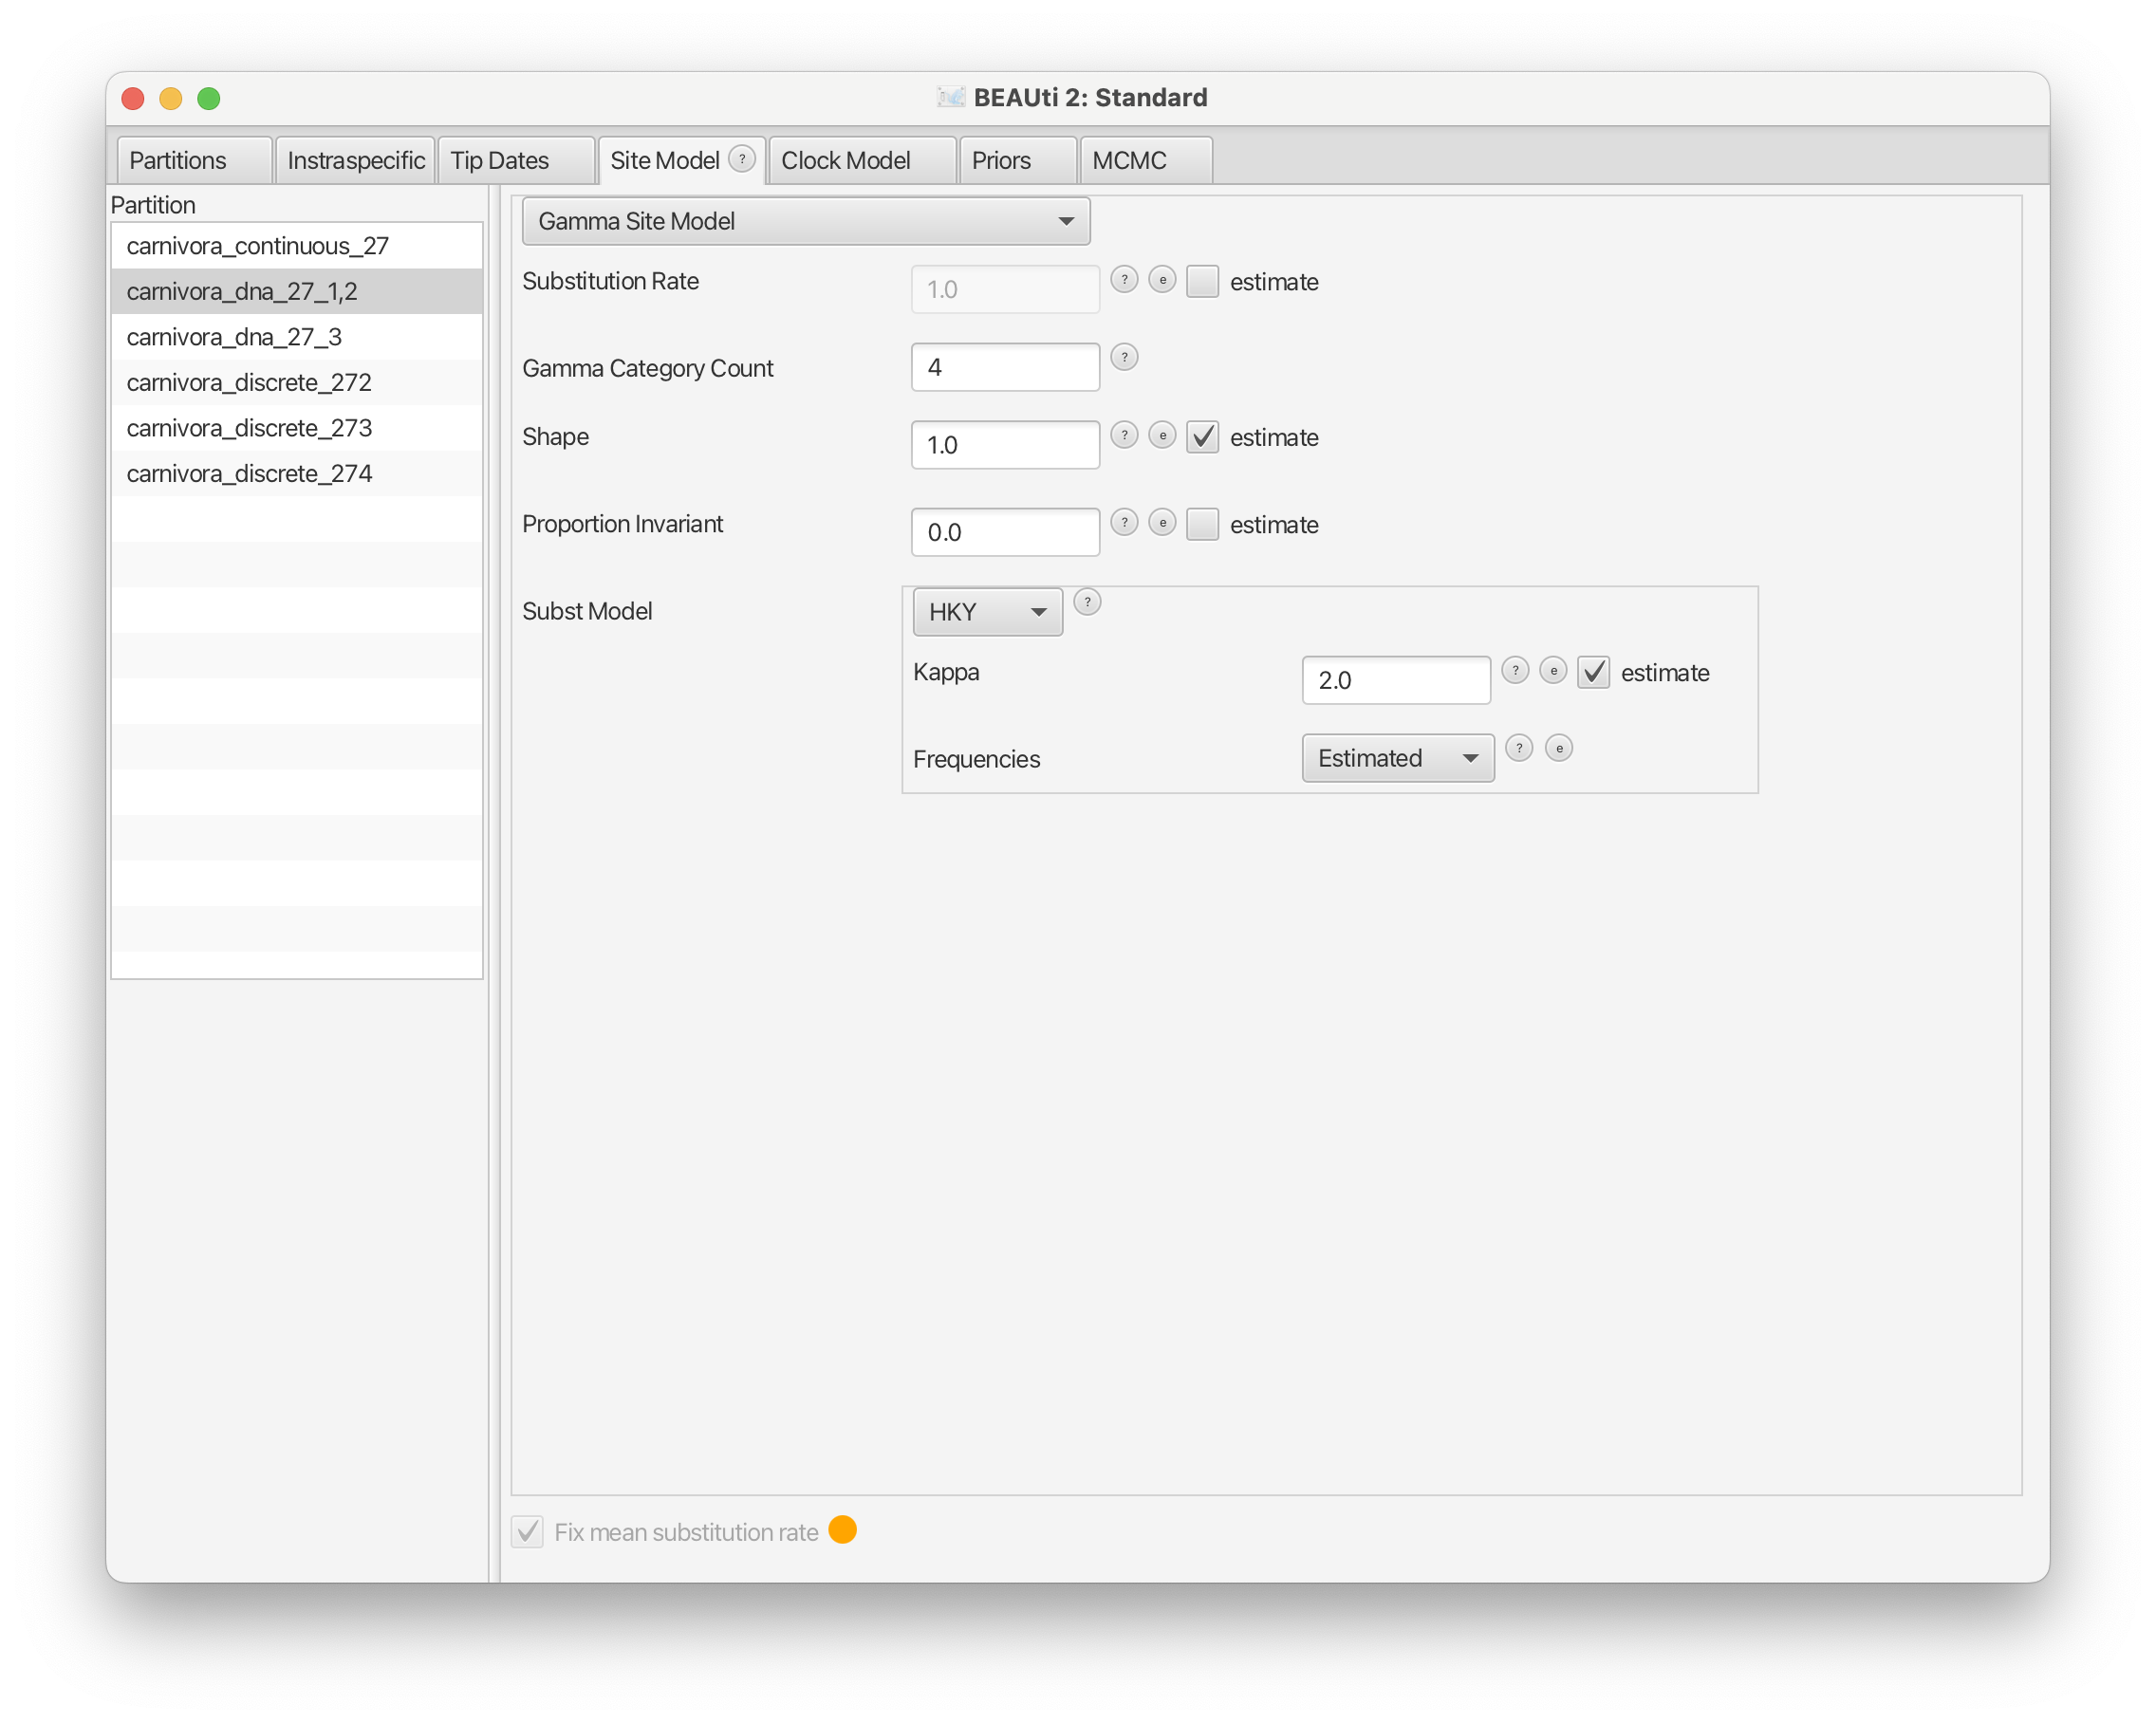 BEAUti 2: Standard
Partitions Instraspecific Tip Dates Site Model ? Clock Model Priors MCMC
Partition
carnivora_continuous_27
carnivora_dna_27_1,2
carnivora_dna_27_3
carnivora_discrete_272
carnivora_discrete_273
carnivora_discrete_274
Gamma Site Model
Substitution Rate 1.0 ? e estimate
Gamma Category Count 4 ?
Shape 1.0 ? e estimate
Proportion Invariant 0.0 ? e estimate
Subst Model HKY ?
Kappa 2.0 ? e estimate
Frequencies Estimated ? e
Fix mean substitution rate